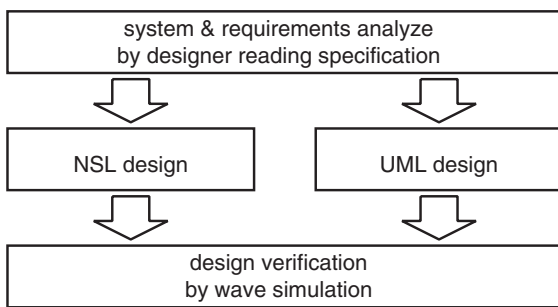 system & requirements analyze
by designer reading specification
NSL design
UML design
design verification
by wave simulation